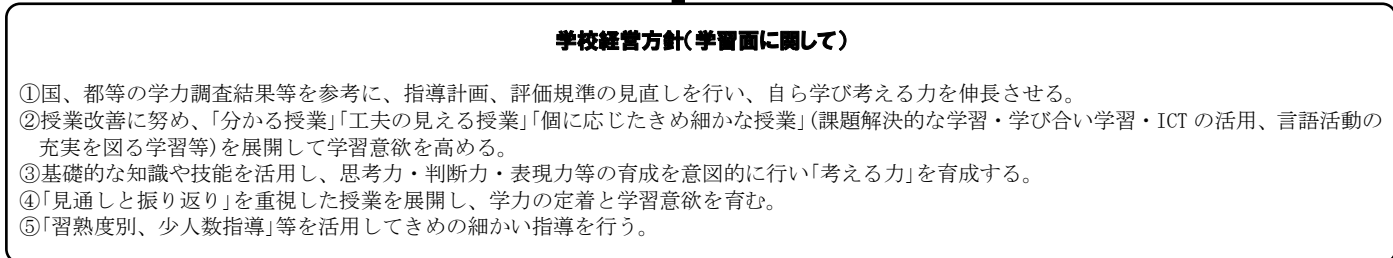 学校経営方針(学習面に関して)
①国、都等の学力調査結果等を参考に、指導計画、評価規準の見直しを行い、自ら学び考える力を伸長させる。
②授業改善に努め、「分かる授業」「工夫の見える授業」「個に応じたきめ細かな授業」(課題解決的な学習・学び合い学習・ICTの活用、言語活動の
充実を図る学習等)を展開して学習意欲を高める。
③基礎的な知識や技能を活用し、思考力・判断力・表現力等の育成を意図的に行い「考える力」を育成する。
④「見通しと振り返り」を重視した授業を展開し、学力の定着と学習意欲を育む。
⑤「習熟度別、少人数指導」等を活用してきめの細かい指導を行う。